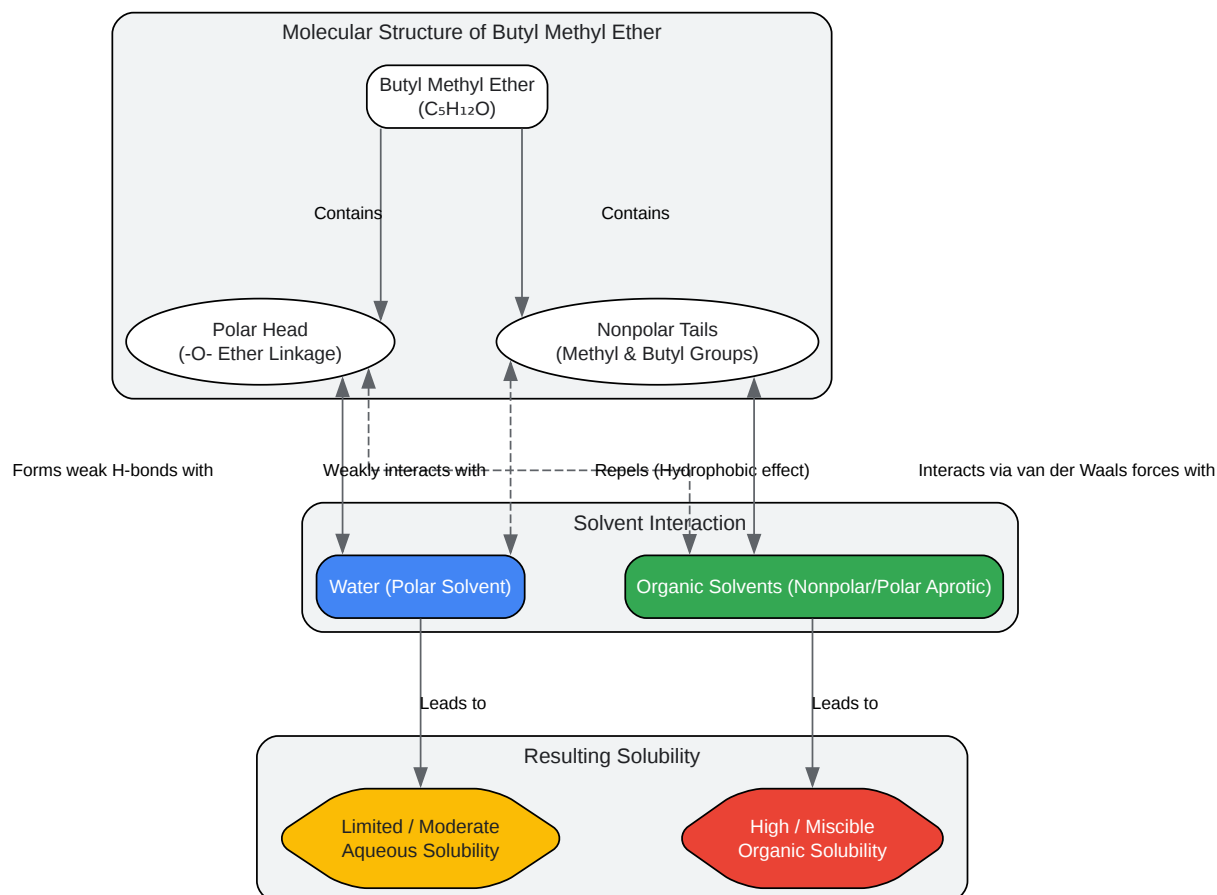 Molecular Structure of Butyl Methyl Ether
Butyl Methyl Ether
(C₅H₁₂O)
Contains
Contains
Polar Head
(-O- Ether Linkage)
Nonpolar Tails
(Methyl & Butyl Groups)
Forms weak H-bonds with
Weakly interacts with
Repels (Hydrophobic effect)
Interacts via van der Waals forces with
Solvent Interaction
Water (Polar Solvent)
Organic Solvents (Nonpolar/Polar Aprotic)
Leads to
Leads to
Resulting Solubility
Limited / Moderate
Aqueous Solubility
High / Miscible
Organic Solubility